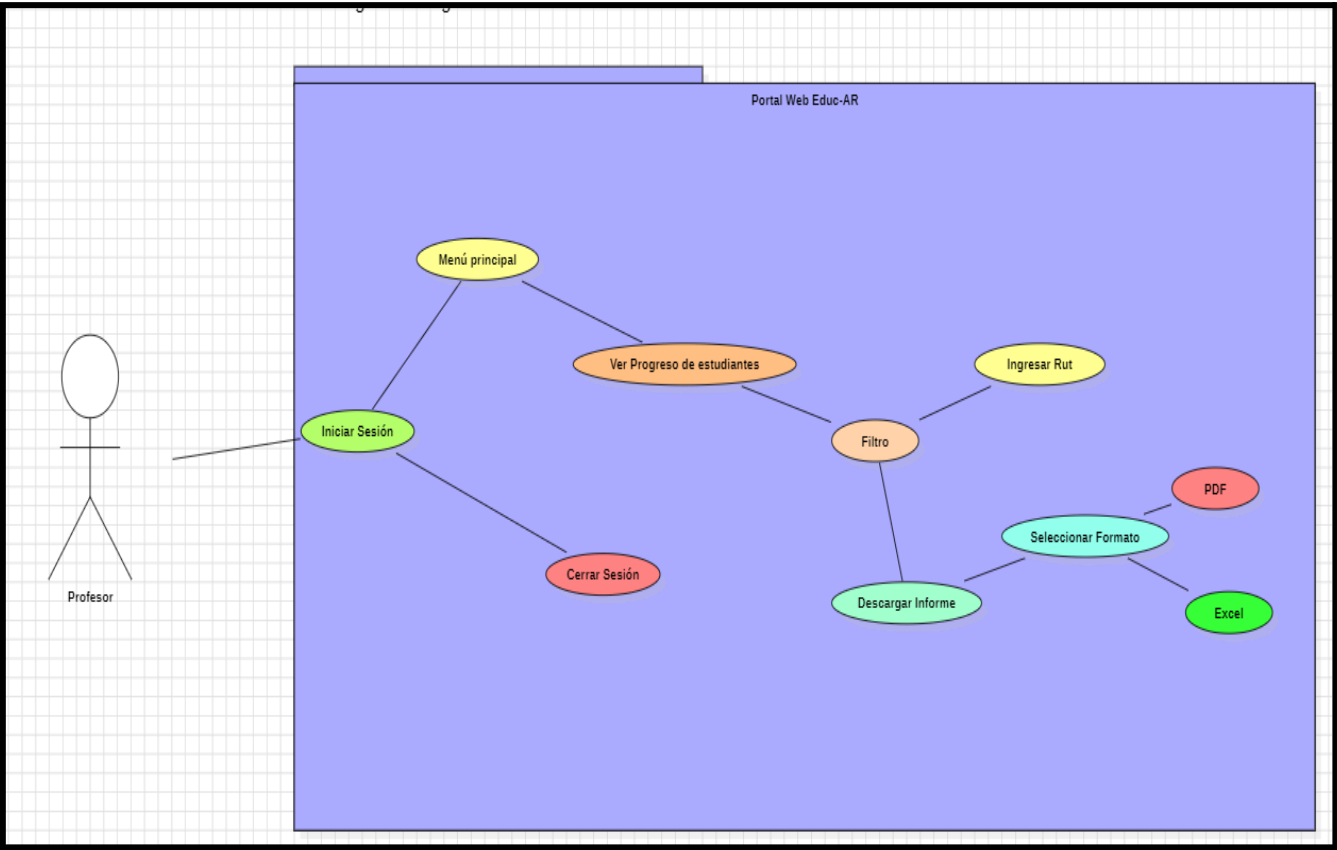 Portal Web Educ-AR
Menú principal
Ver Progreso de estudiantes
Ingresar Rut
Iniciar Sesión
Filtro
PDF
Seleccionar Formato
Cerrar Sesión
Descargar Informe
Excel
Profesor